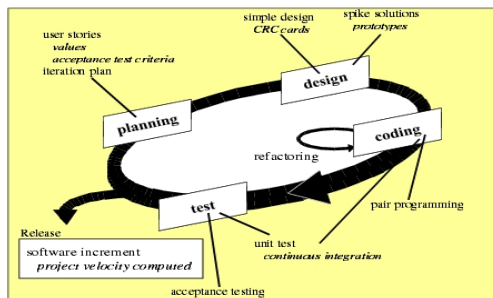 simple design
CRC cards
spike solutions
prototypes
user stories
values
acceptance test criteria
iteration plan
design
planning
coding
refactoring
test
pair programming
Release
software increment
project velocity computed
unit test
continuous integration
acceptance testing